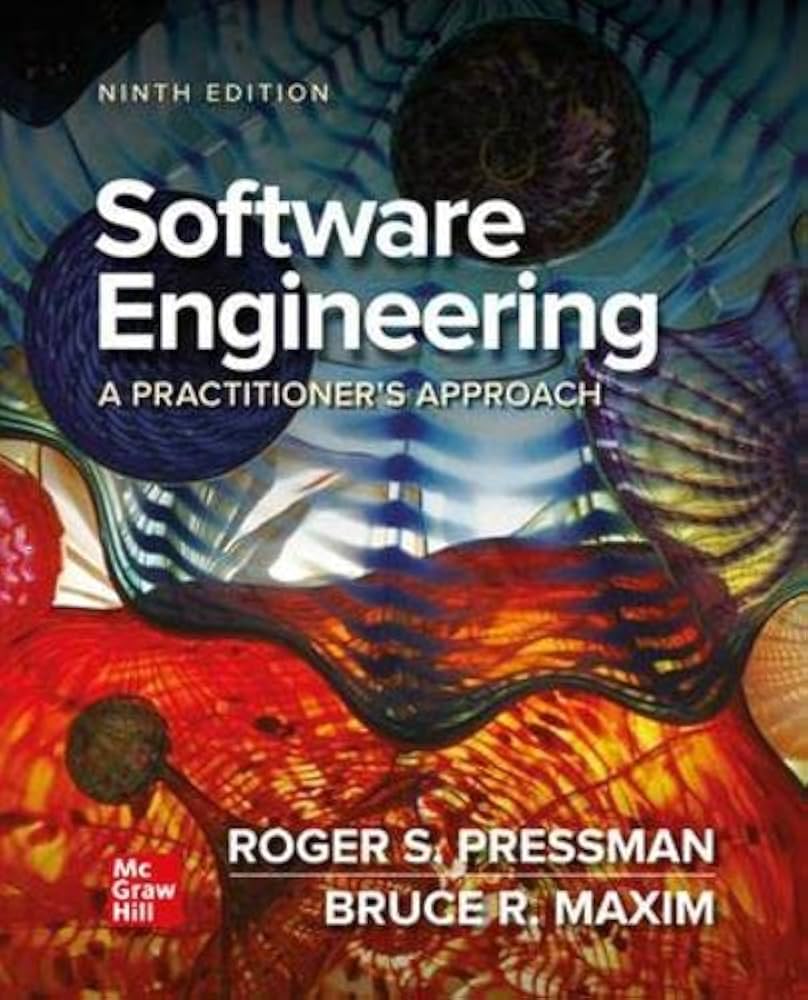 NINTH EDITION
Software
Engineering
A PRACTITIONER'S APPROACH
ROGER S. PRESSMAN
BRUCE R. MAXIM
Mc
Graw
Hill